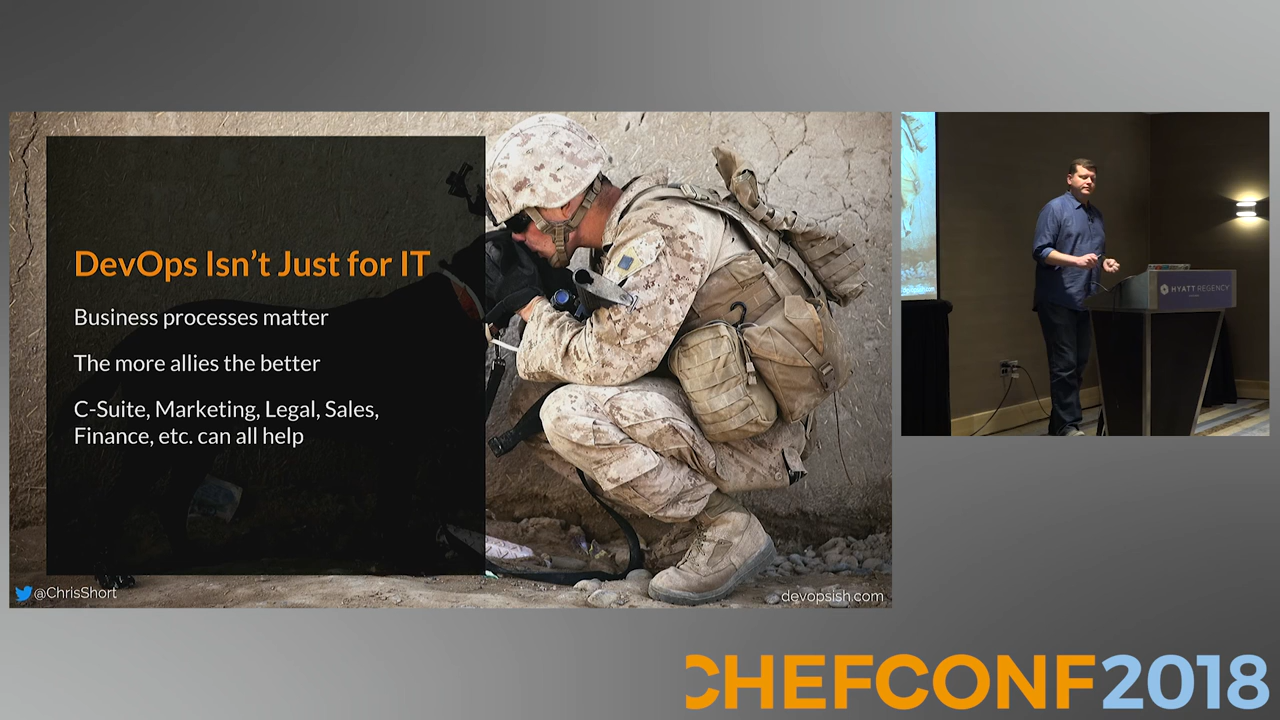 DevOps Isn't Just for IT
Business processes matter
The more allies the better
C-Suite, Marketing, Legal, Sales,
Finance, etc. can all help
@ChrisShort
devopsish.com
HYATT REGENCY
CHEFCONF2018